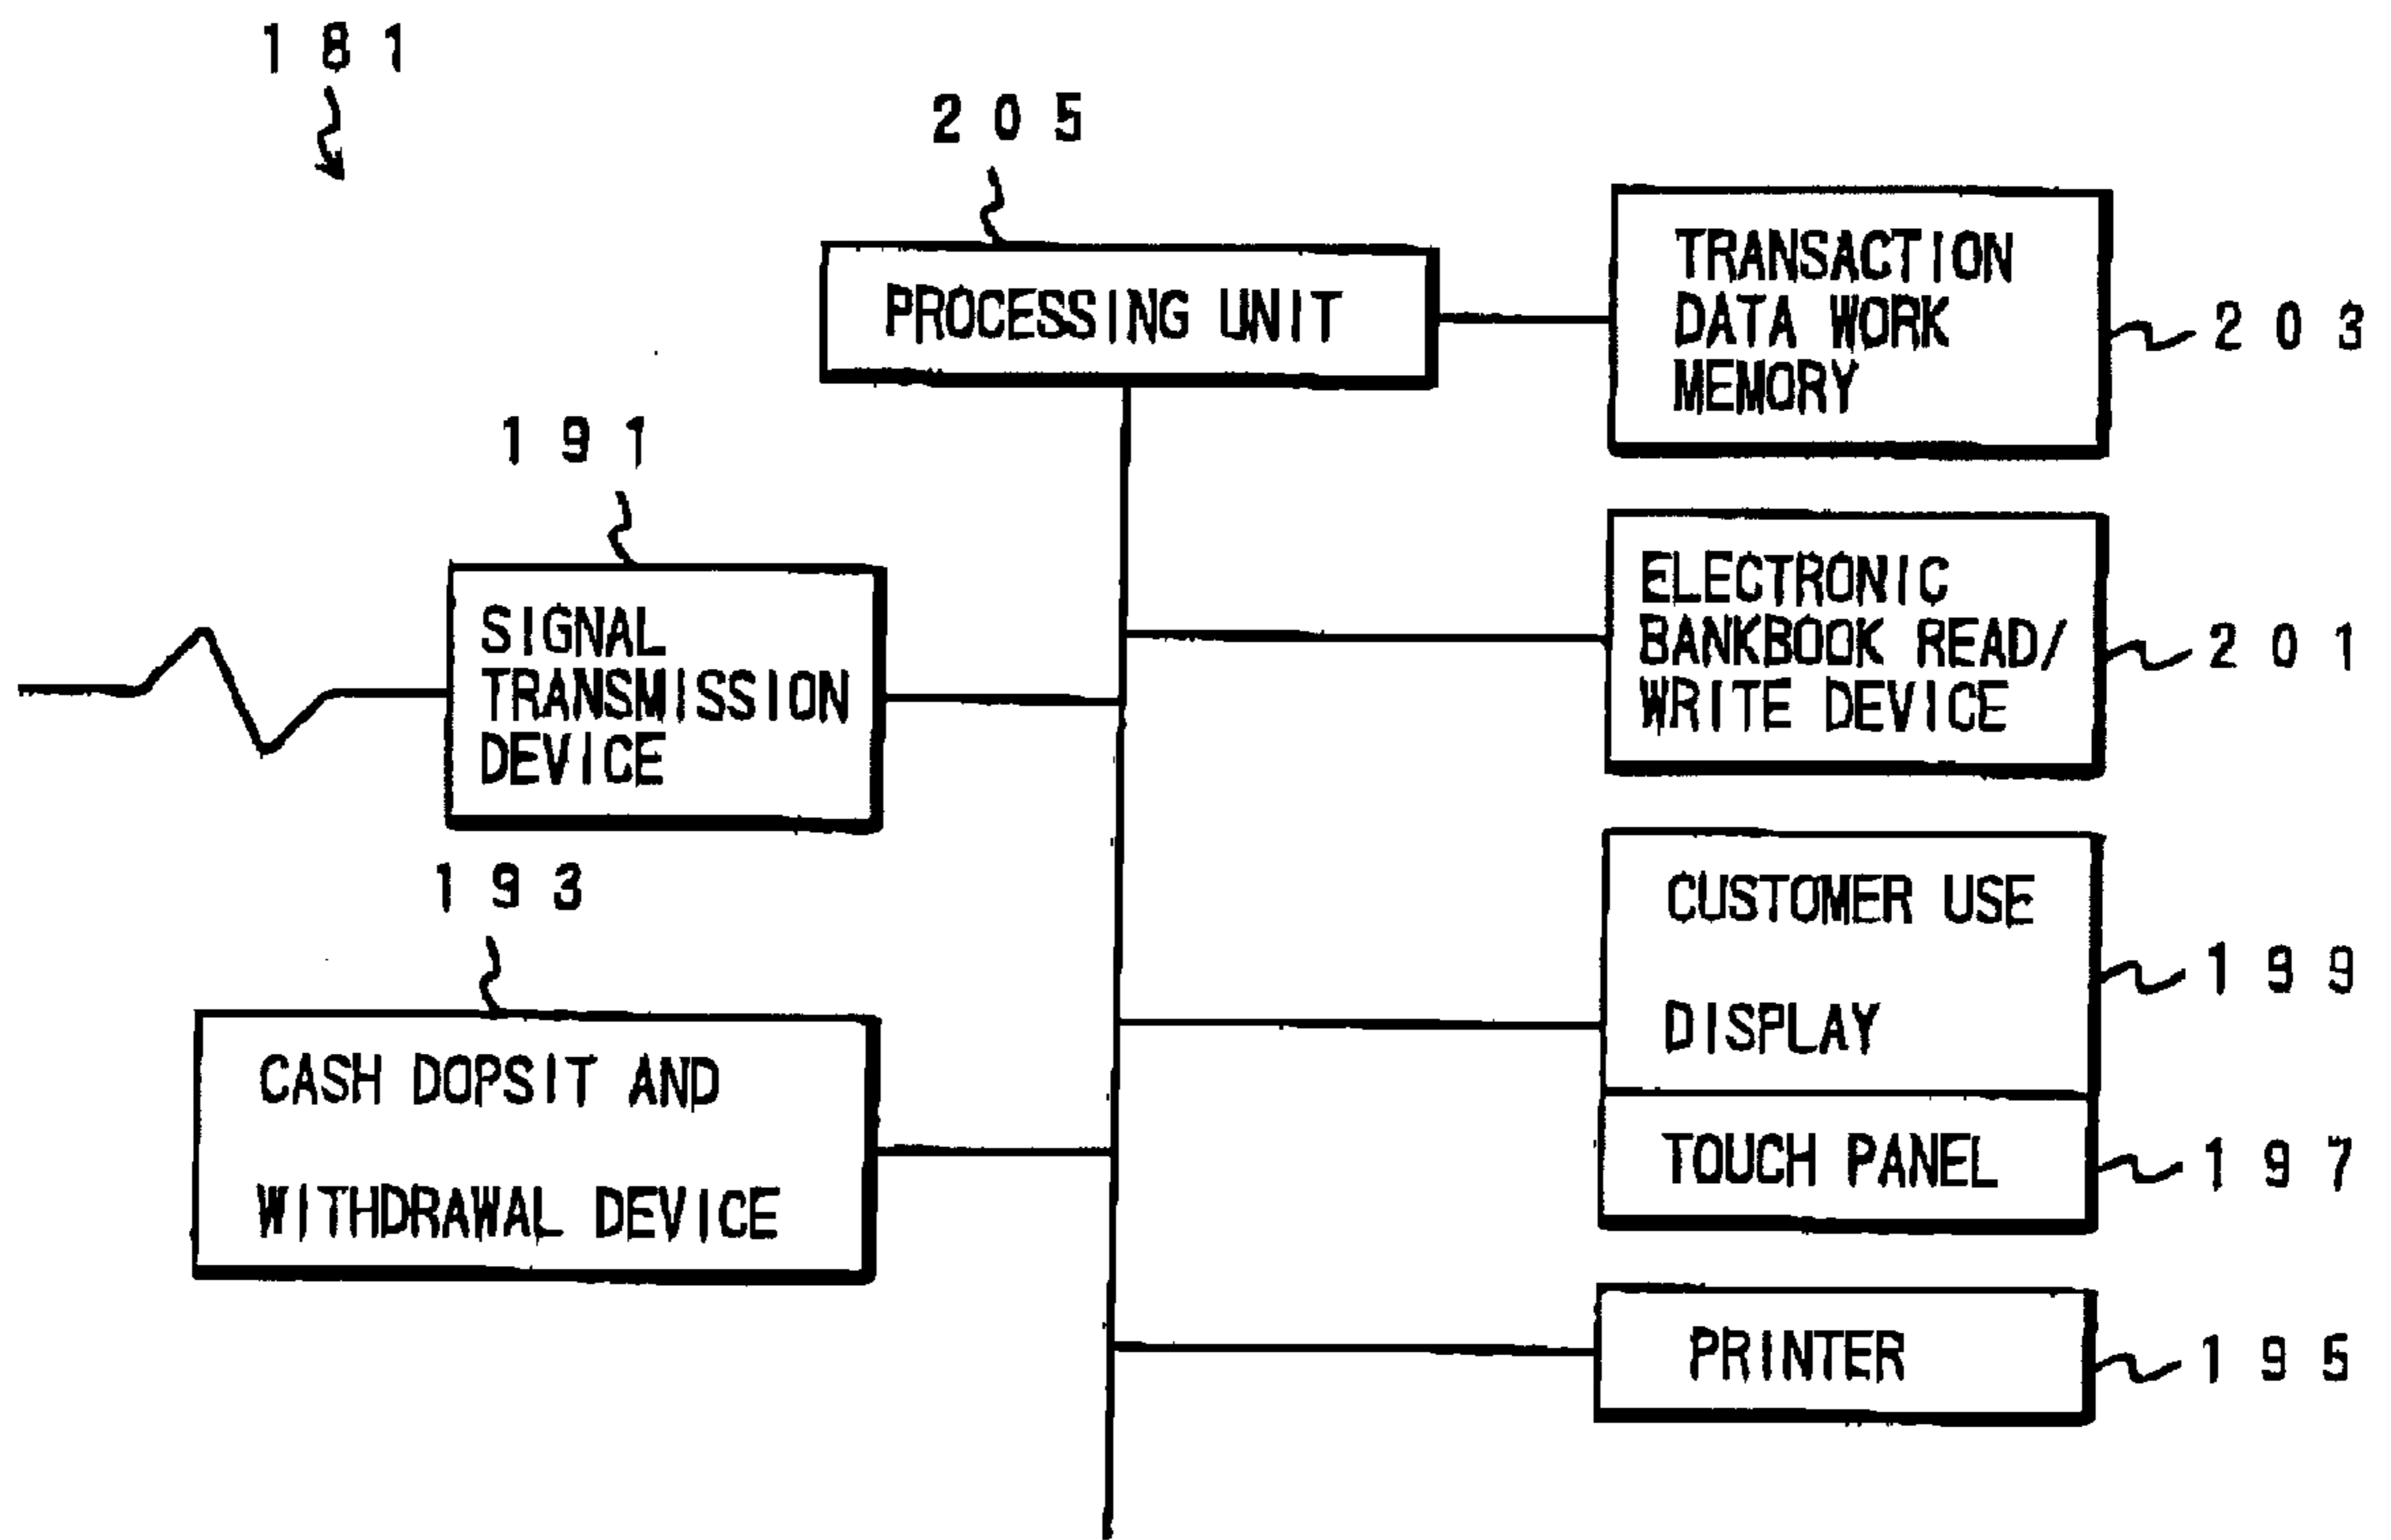 181
205
PROCESSING UNIT
TRANSACTION
DATA WORK
MEMORY
203
191
SIGNAL
TRANSMISSION
DEVICE
ELECTRONIC
BANKBOOK READ/
WRITE DEVICE
201
193
CASH DOPSIT AND
WITHDRAWAL DEVICE
CUSTOMER USE
DISPLAY
199
TOUCH PANEL
197
PRINTER
195